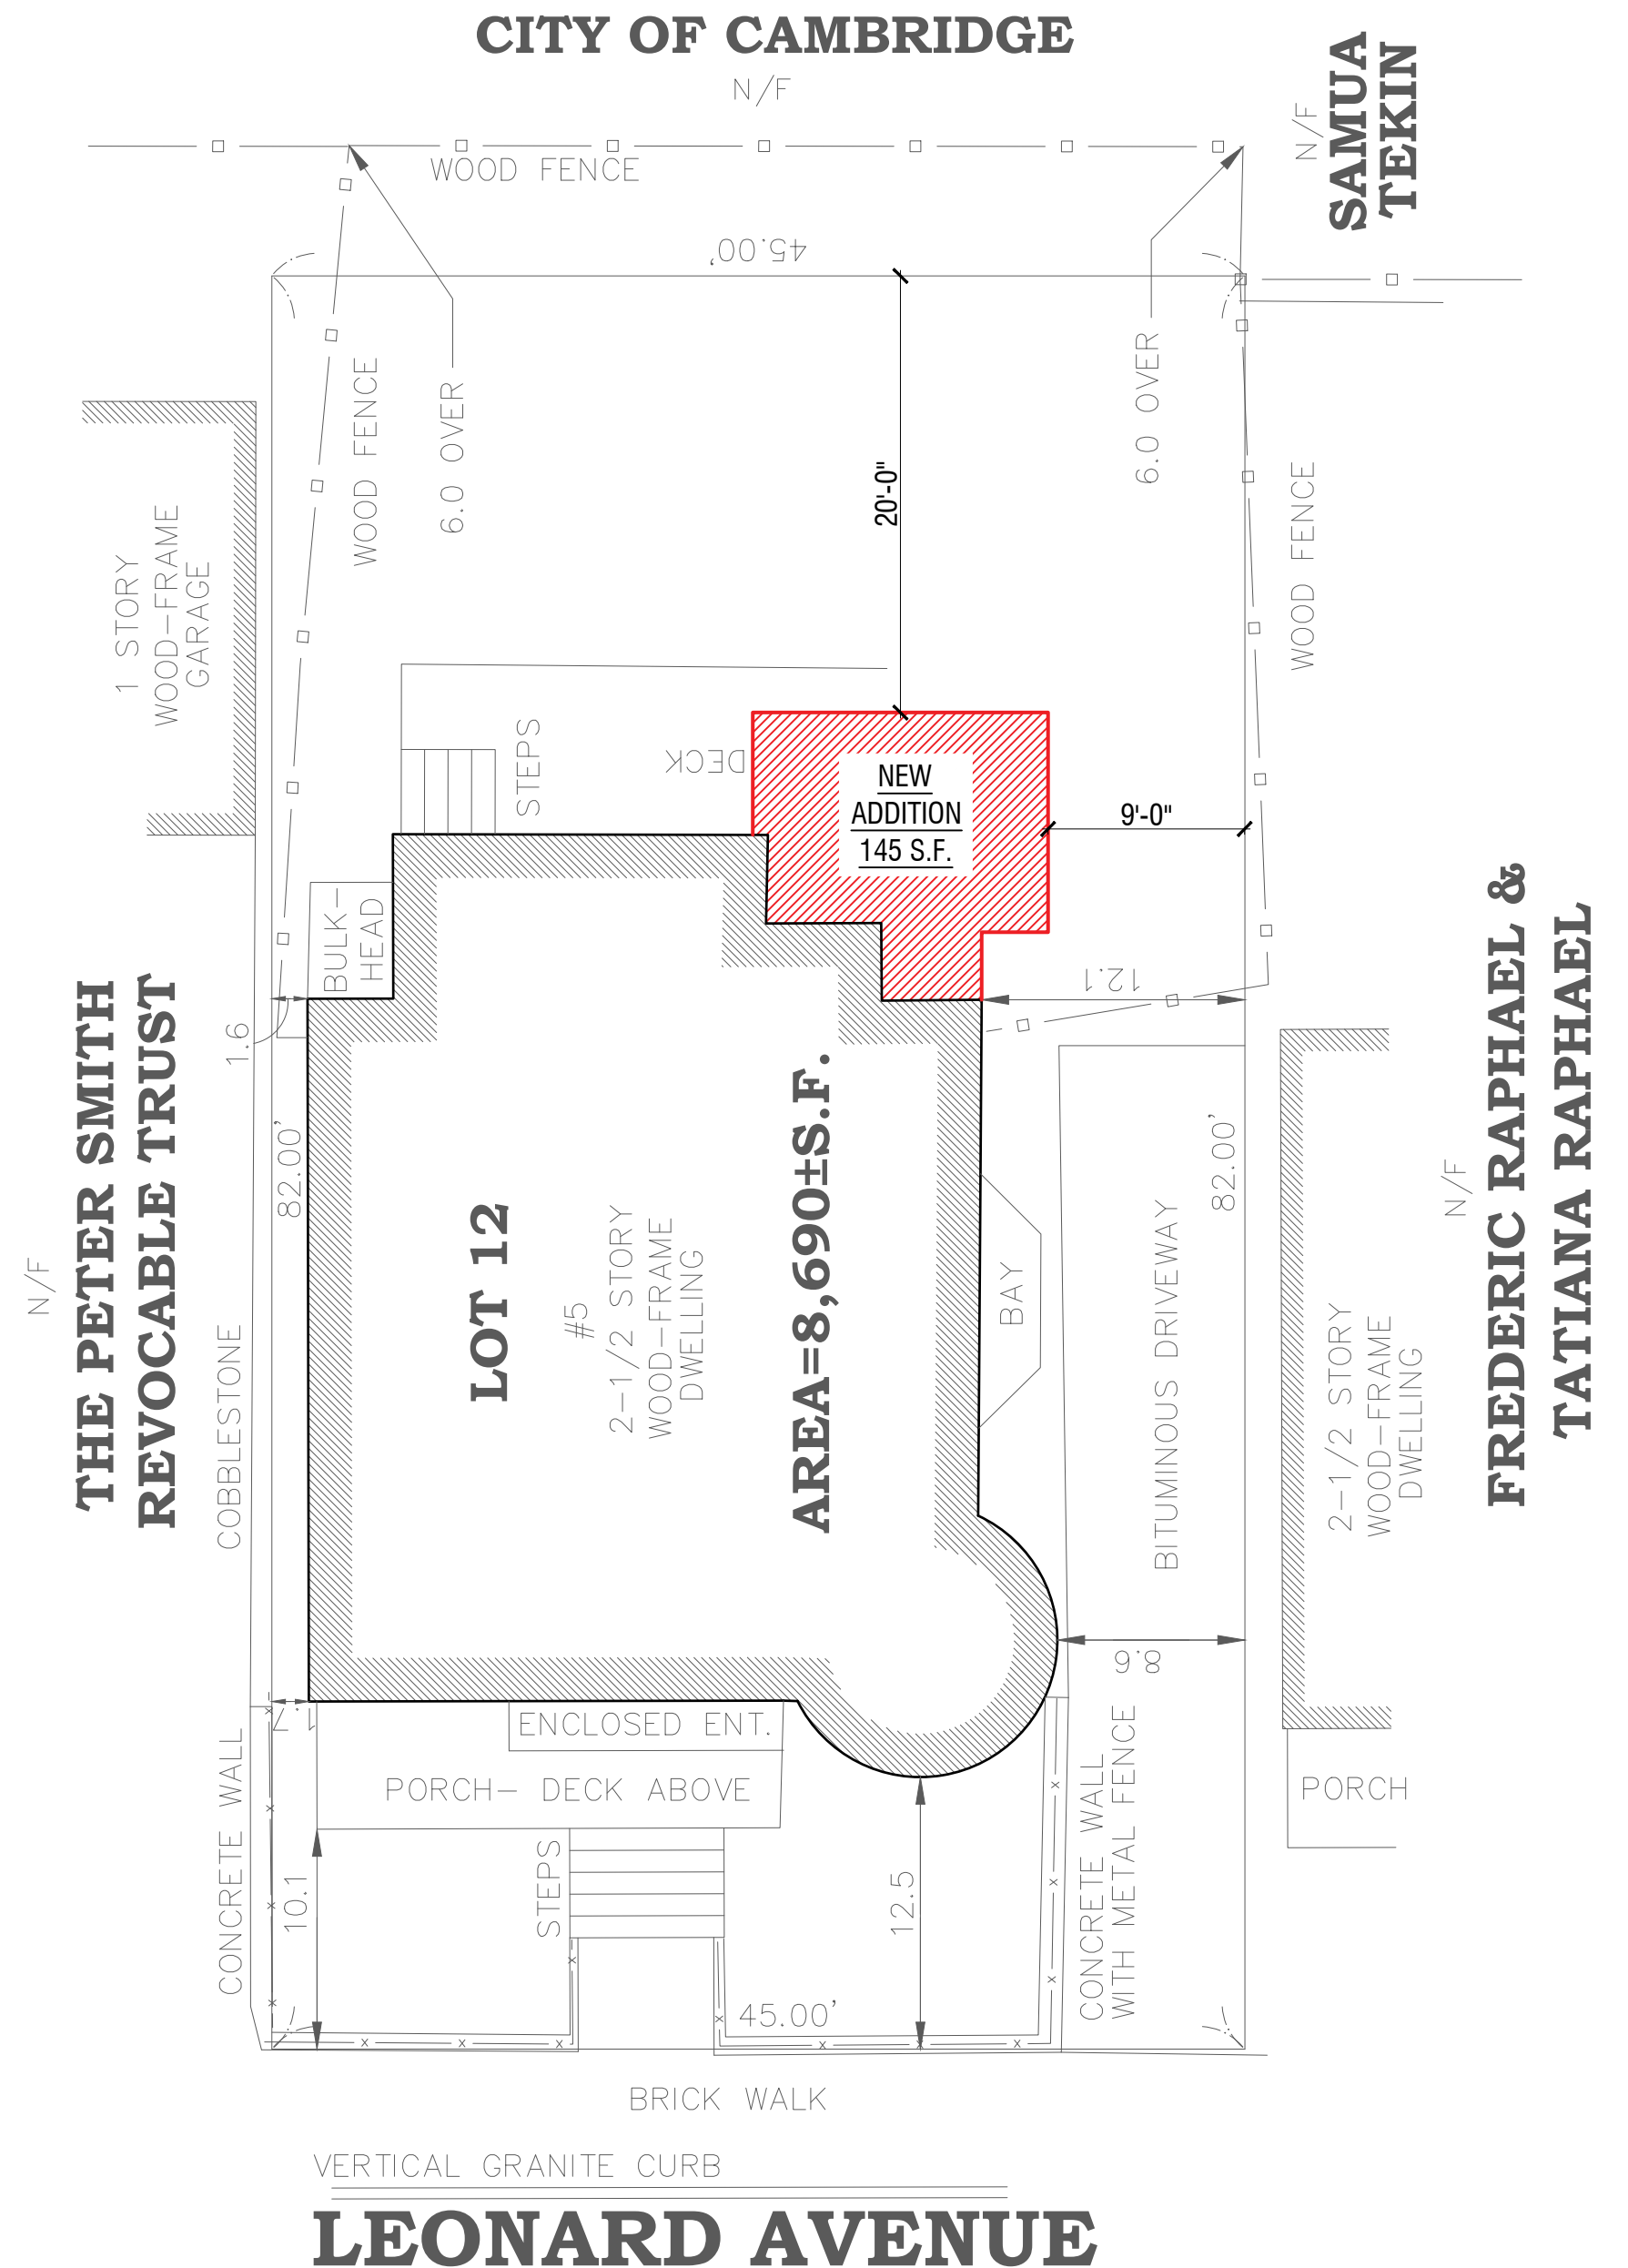 CITY OF CAMBRIDGE
N/F
N/F
SAMUA
TEKIN
WOOD FENCE
45.00'
WOOD FENCE
6.0 OVER
20'-0"
6.0 OVER
WOOD FENCE
1 STORY
WOOD-FRAME
GARAGE
STEPS
DECK
NEW
ADDITION
145 S.F.
9'-0"
BULK-
HEAD
12.1
1.6
82.00'
82.00'
N/F
THE PETER SMITH
REVOCABLE TRUST
COBBLESTONE
LOT 12
#5
2-1/2 STORY
WOOD-FRAME
DWELLING
AREA=8,690±S.F.
BAY
BITUMINOUS DRIVEWAY
2-1/2 STORY
WOOD-FRAME
DWELLING
N/F
FREDERIC RAPHAEL &
TATIANA RAPHAEL
8.6
1.7
ENCLOSED ENT.
PORCH- DECK ABOVE
CONCRETE WALL
10.1
STEPS
12.5
CONCRETE WALL
WITH METAL FENCE
PORCH
45.00'
BRICK WALK
VERTICAL GRANITE CURB
LEONARD AVENUE